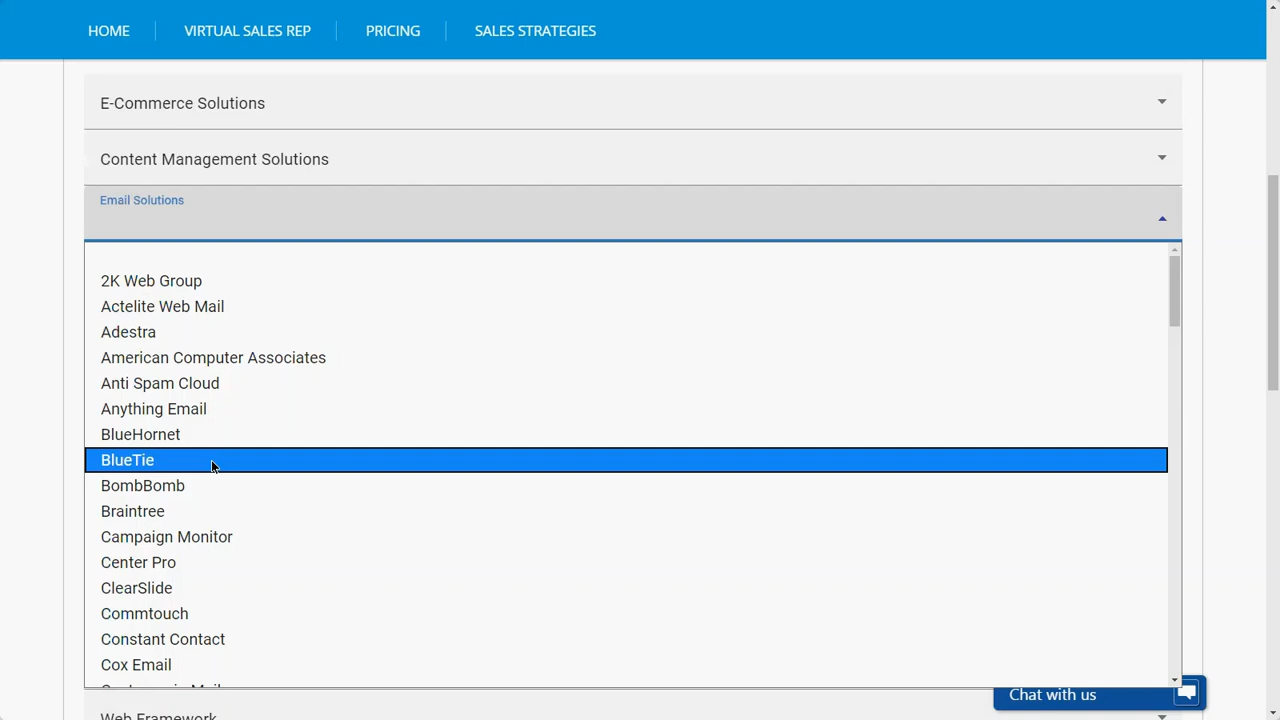 HOME
VIRTUAL SALES REP
PRICING
SALES STRATEGIES
E-Commerce Solutions
Content Management Solutions
Email Solutions
2K Web Group
Actelite Web Mail
Adestra
American Computer Associates
Anti Spam Cloud
Anything Email
BlueHornet
BlueTie
BombBomb
Braintree
Campaign Monitor
Center Pro
ClearSlide
Commtouch
Constant Contact
Cox Email
Chat with us
Web Framework